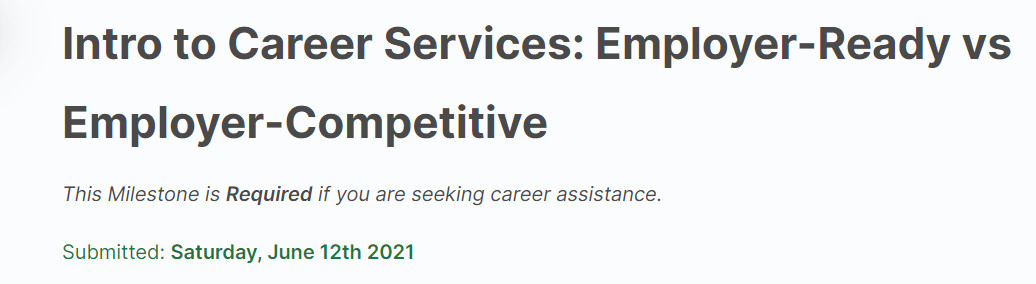 Intro to Career Services: Employer-Ready vs
Employer-Competitive
This Milestone is Required if you are seeking career assistance.
Submitted: Saturday, June 12th 2021